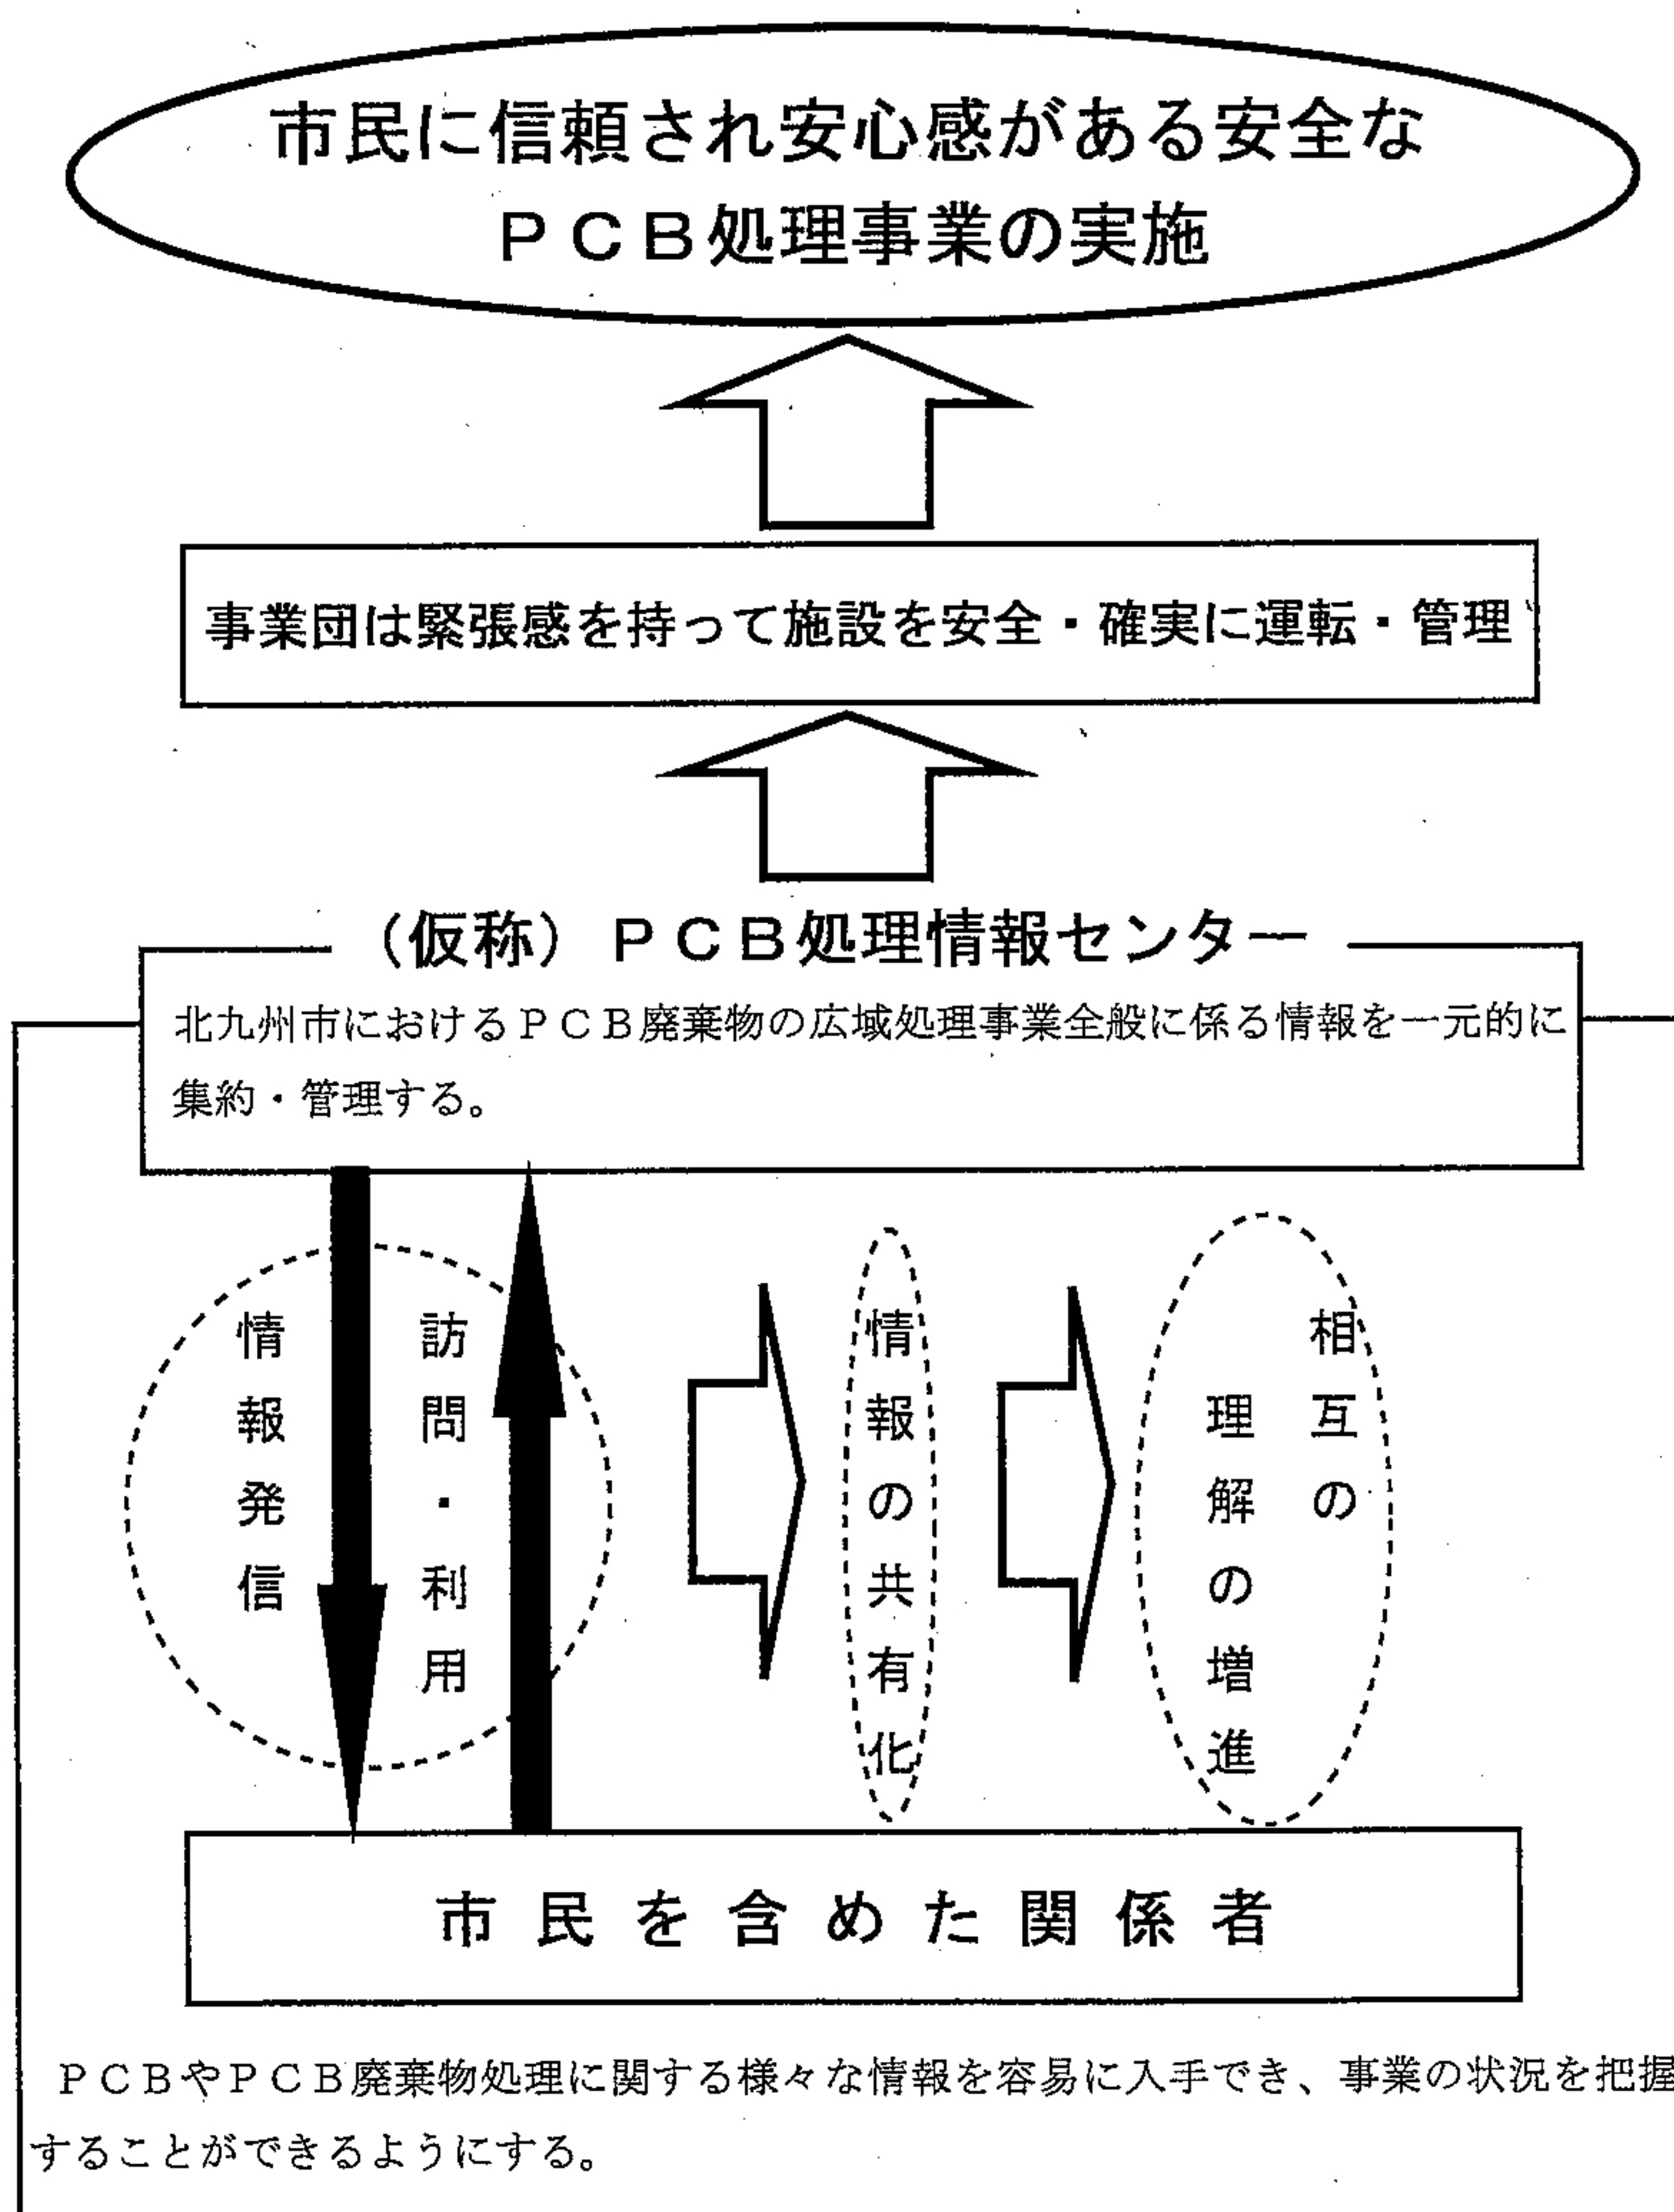 市民に信頼され安心感がある安全な
ＰＣＢ処理事業の実施
事業団は緊張感を持って施設を安全・確実に運転・管理
（仮称）ＰＣＢ処理情報センター
北九州市におけるＰＣＢ廃棄物の広域処理事業全般に係る情報を一元的に
集約・管理する。
情報発信
訪問・利用
情報の共有化
相互の
理解の増進
市民を含めた関係者
ＰＣＢやＰＣＢ廃棄物処理に関する様々な情報を容易に入手でき、事業の状況を把握
することができるようにする。